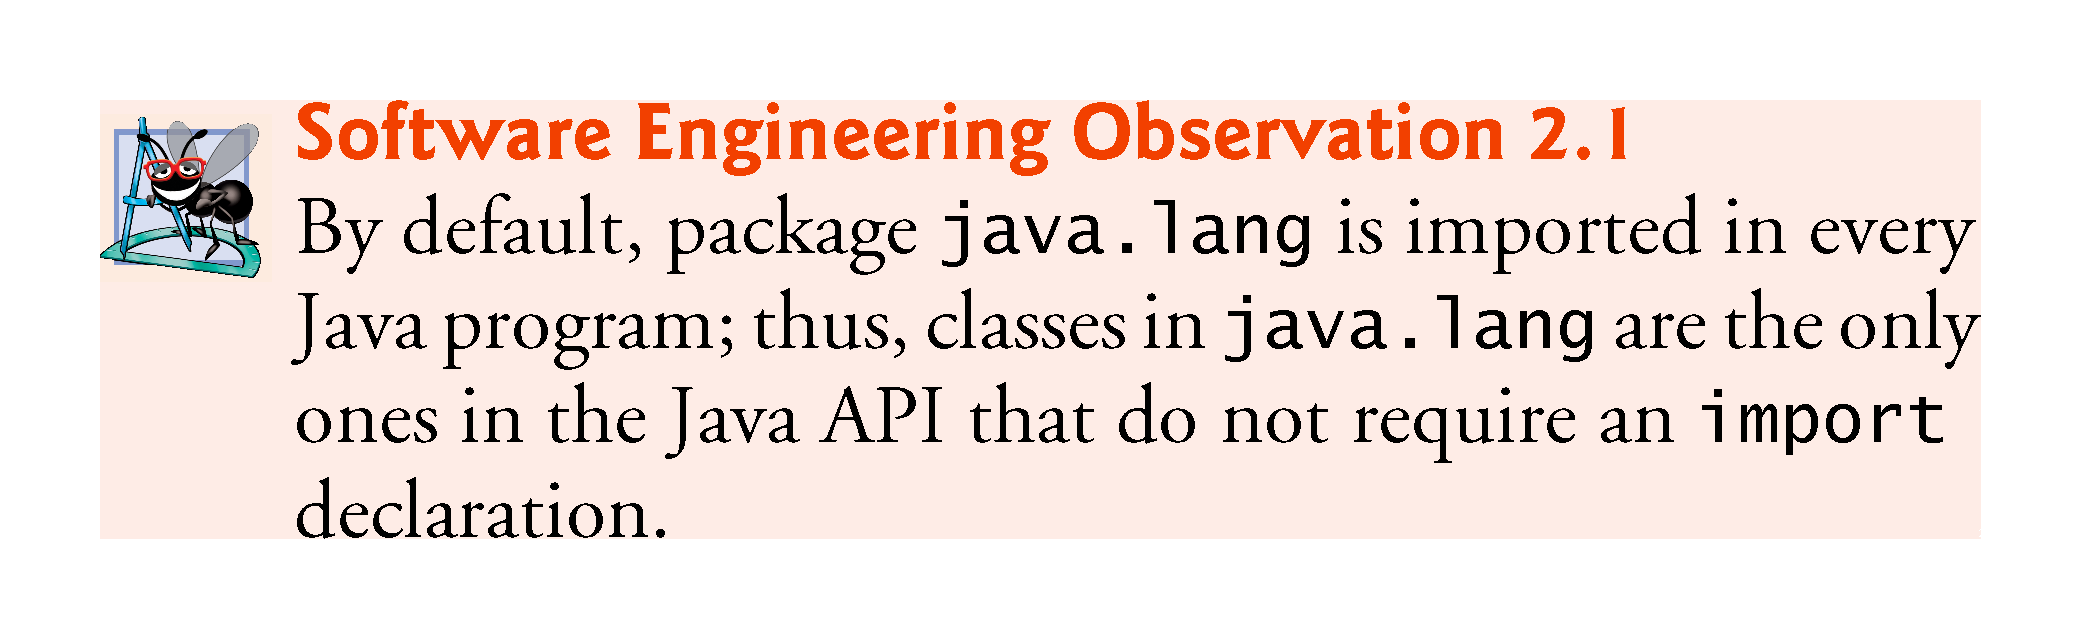 Software Engineering Observation 2.1
By default, package java.lang is imported in every
Java program; thus, classes in java.lang are the only
ones in the Java API that do not require an import
declaration.